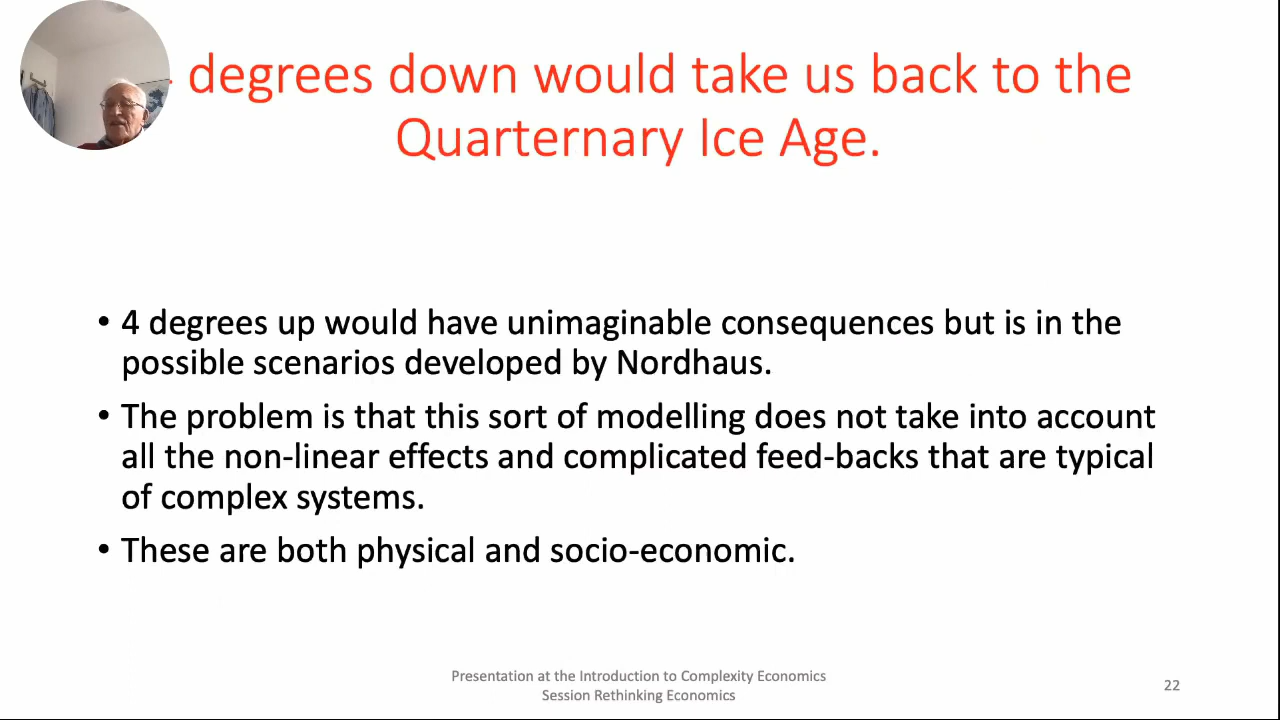 degrees down would take us back to the
Quarternary Ice Age.
• 4 degrees up would have unimaginable consequences but is in the
possible scenarios developed by Nordhaus.
• The problem is that this sort of modelling does not take into account
all the non-linear effects and complicated feed-backs that are typical
of complex systems.
• These are both physical and socio-economic.
Presentation at the Introduction to Complexity Economics
Session Rethinking Economics
22